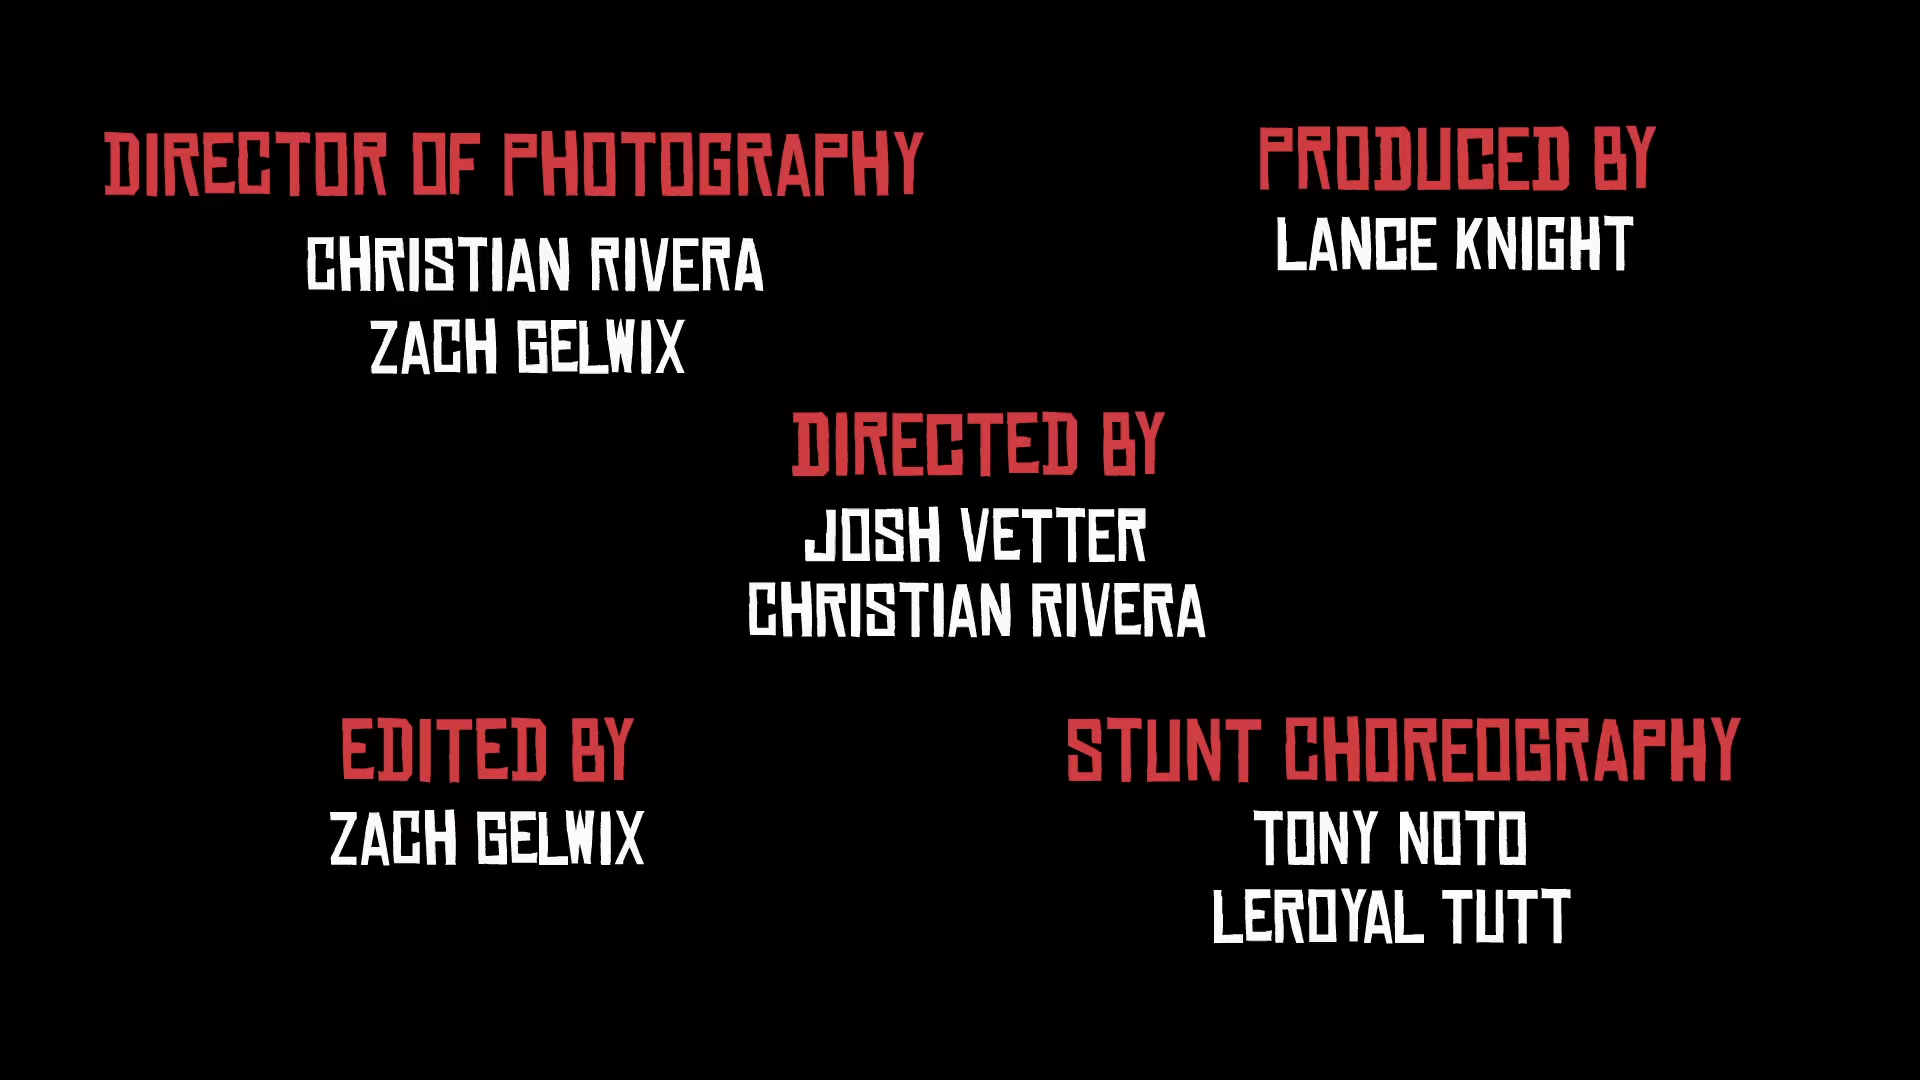 DIRECTOR OF PHOTOGRAPHY
CHRISTIAN RIVERA
ZACH GELWIX
PRODUCED BY
LANCE KNIGHT
DIRECTED BY
JOSH VETTER
CHRISTIAN RIVERA
EDITED BY
ZACH GELWIX
STUNT CHOREOGRAPHY
TONY NOTO
LEROYAL TUTT